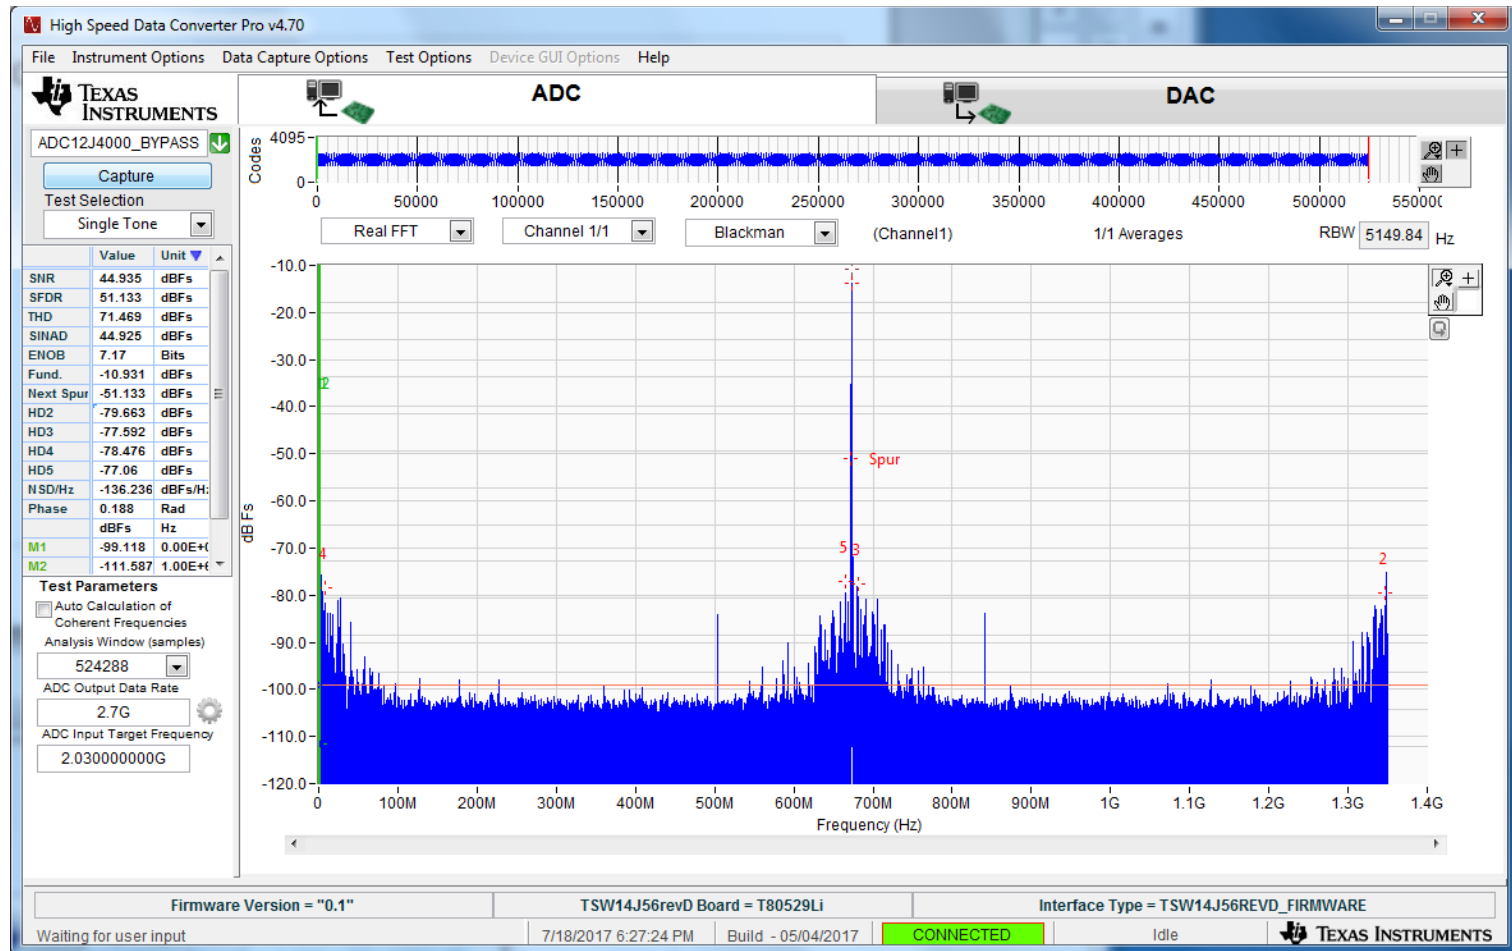 High Speed Data Converter Pro v4.70
File Instrument Options Data Capture Options Test Options Device GUI Options Help
TEXAS INSTRUMENTS
ADC
DAC
ADC12J4000_BYPASS
Capture
Test Selection
Single Tone
Value Unit
SNR 44.935 dBFs
SFDR 51.133 dBFs
THD 71.469 dBFs
SINAD 44.925 dBFs
ENOB 7.17 Bits
Fund. -10.931 dBFs
Next Spur -51.133 dBFs
HD2 -79.663 dBFs
HD3 -77.592 dBFs
HD4 -78.476 dBFs
HD5 -77.06 dBFs
NSD/Hz -136.236 dBFs/H
Phase 0.188 Rad
dBFs Hz
M1 -99.118 0.00E+
M2 -111.587 1.00E+
Test Parameters
Auto Calculation of
Coherent Frequencies
Analysis Window (samples)
524288
ADC Output Data Rate
2.7G
ADC Input Target Frequency
2.030000000G
Codes
4095
0
0 50000 100000 150000 200000 250000 300000 350000 400000 450000 500000 55000
Real FFT Channel 1/1 Blackman (Channel1) 1/1 Averages RBW 5149.84 Hz
dB Fs
-10.0
-20.0
-30.0
-40.0
-50.0
-60.0
-70.0
-80.0
-90.0
-100.0
-110.0
-120.0
2
Spur
4
5 3
2
0 100M 200M 300M 400M 500M 600M 700M 800M 900M 1G 1.1G 1.2G 1.3G 1.4G
Frequency (Hz)
Firmware Version = "0.1" TSW14J56revD Board = T80529Li Interface Type = TSW14J56REVD_FIRMWARE
Waiting for user input 7/18/2017 6:27:24 PM Build - 05/04/2017 CONNECTED Idle TEXAS INSTRUMENTS